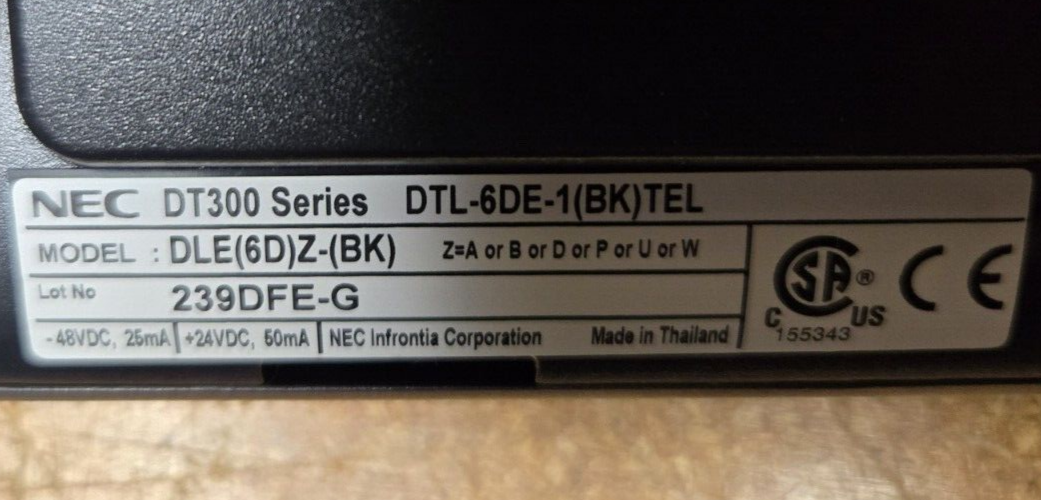 NEC DT300 Series DTL-6DE-1(BK)TEL
MODEL : DLE(6D)Z-(BK) Z=A or B or D or P or U or W
Lot No 239DFE-G
-48VDC, 25mA +24VDC, 50mA NEC Infrontia Corporation Made in Thailand
SA ® CE
C US
155343